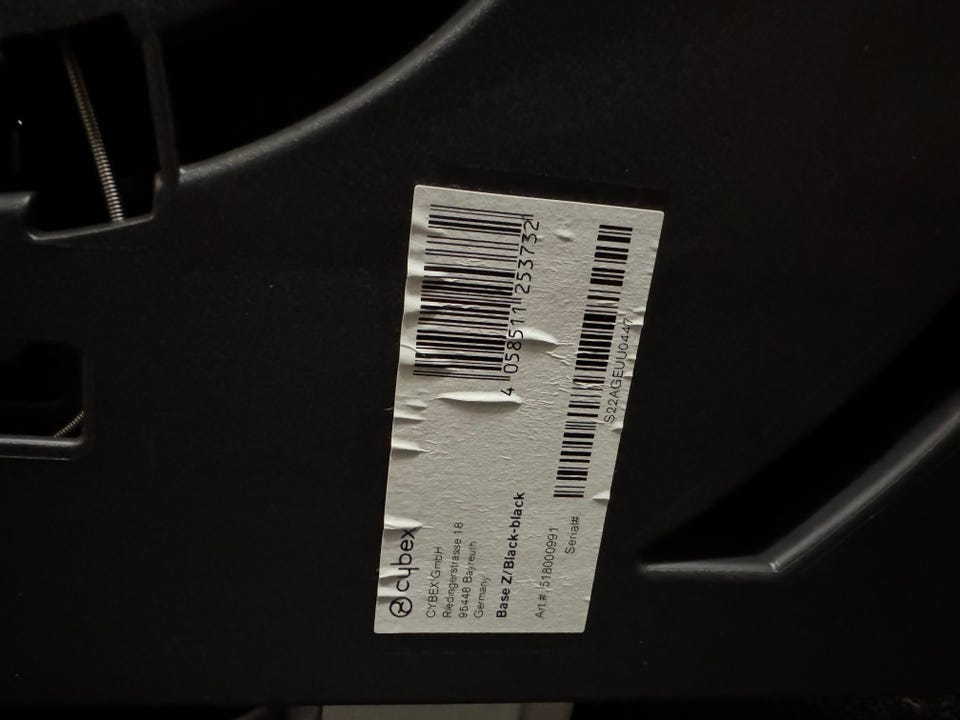 cybex
CYBEX GmbH
Riedingerstrasse 18
95448 Bayreuth
Germany
Base Z/Black-black
Art.#: 518000991
Serial#:
4 058511 253732
S22AGEUU0447